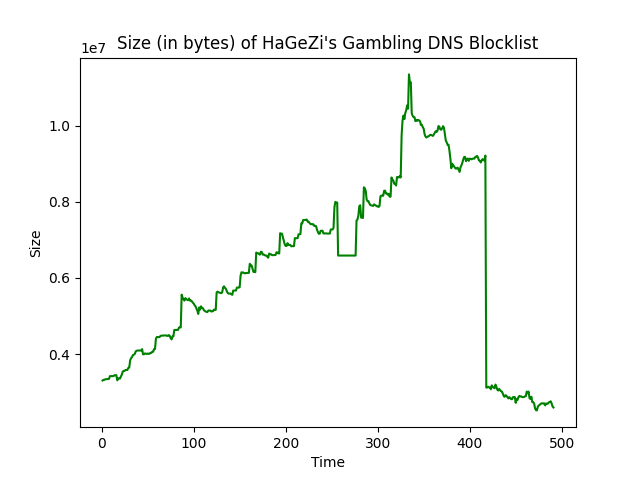 Size (in bytes) of HaGeZi's Gambling DNS Blocklist
1e7
1.0
0.8
0.6
0.4
Size
0 100 200 300 400 500
Time